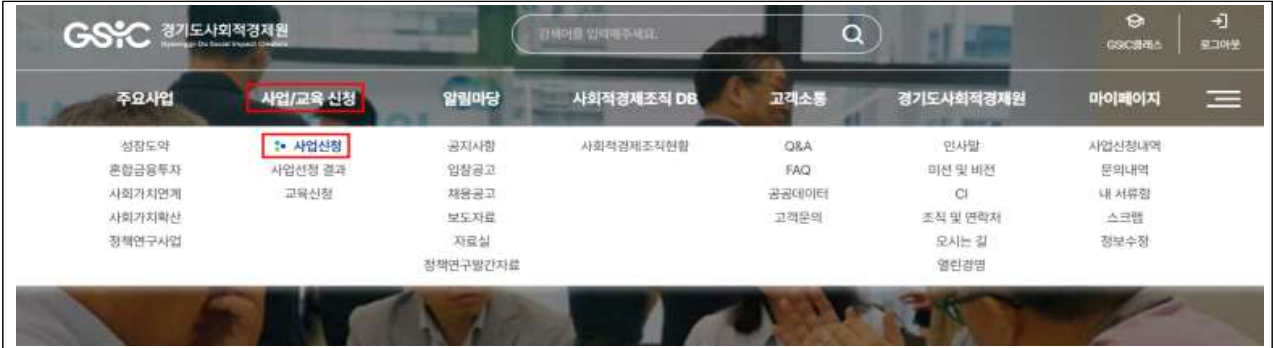 GSIC 경기도사회적경제원
Gyeonggi-Do Social Impact Creators
검색어를 입력해주세요.
GSIC클래스
로그아웃
주요사업 사업/교육 신청 알림마당 사회적경제조직 DB 고객소통 경기도사회적경제원 마이페이지
성장도약 사업신청 공지사항 사회적경제조직현황 Q&A 인사말 사업신청내역
혼합금융투자 사업선정 결과 입찰공고 FAQ 미션 및 비전 문의내역
사회가치연계 교육신청 채용공고 공공데이터 CI 내 서류함
사회가치확산 보도자료 고객문의 조직 및 연락처 스크랩
정책연구사업 자료실 오시는 길 정보수정
정책연구발간자료 열린경영